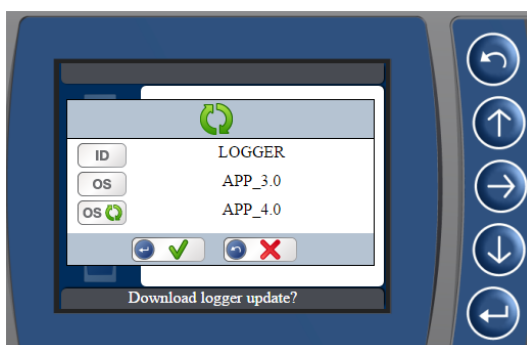 ID LOGGER
OS APP_3.0
OS APP_4.0
Download logger update?